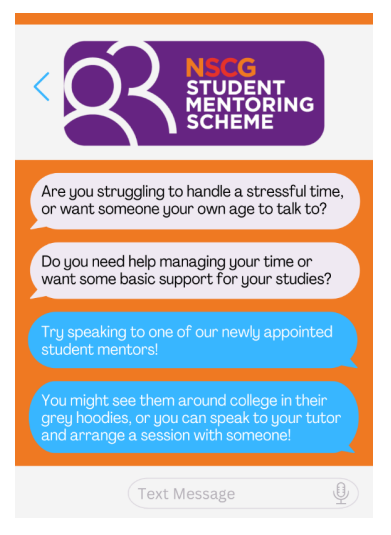 NSCG
STUDENT
MENTORING
SCHEME
Are you struggling to handle a stressful time,
or want someone your own age to talk to?
Do you need help managing your time or
want some basic support for your studies?
Try speaking to one of our newly appointed
student mentors!
You might see them around college in their
grey hoodies, or you can speak to your tutor
and arrange a session with someone!
Text Message